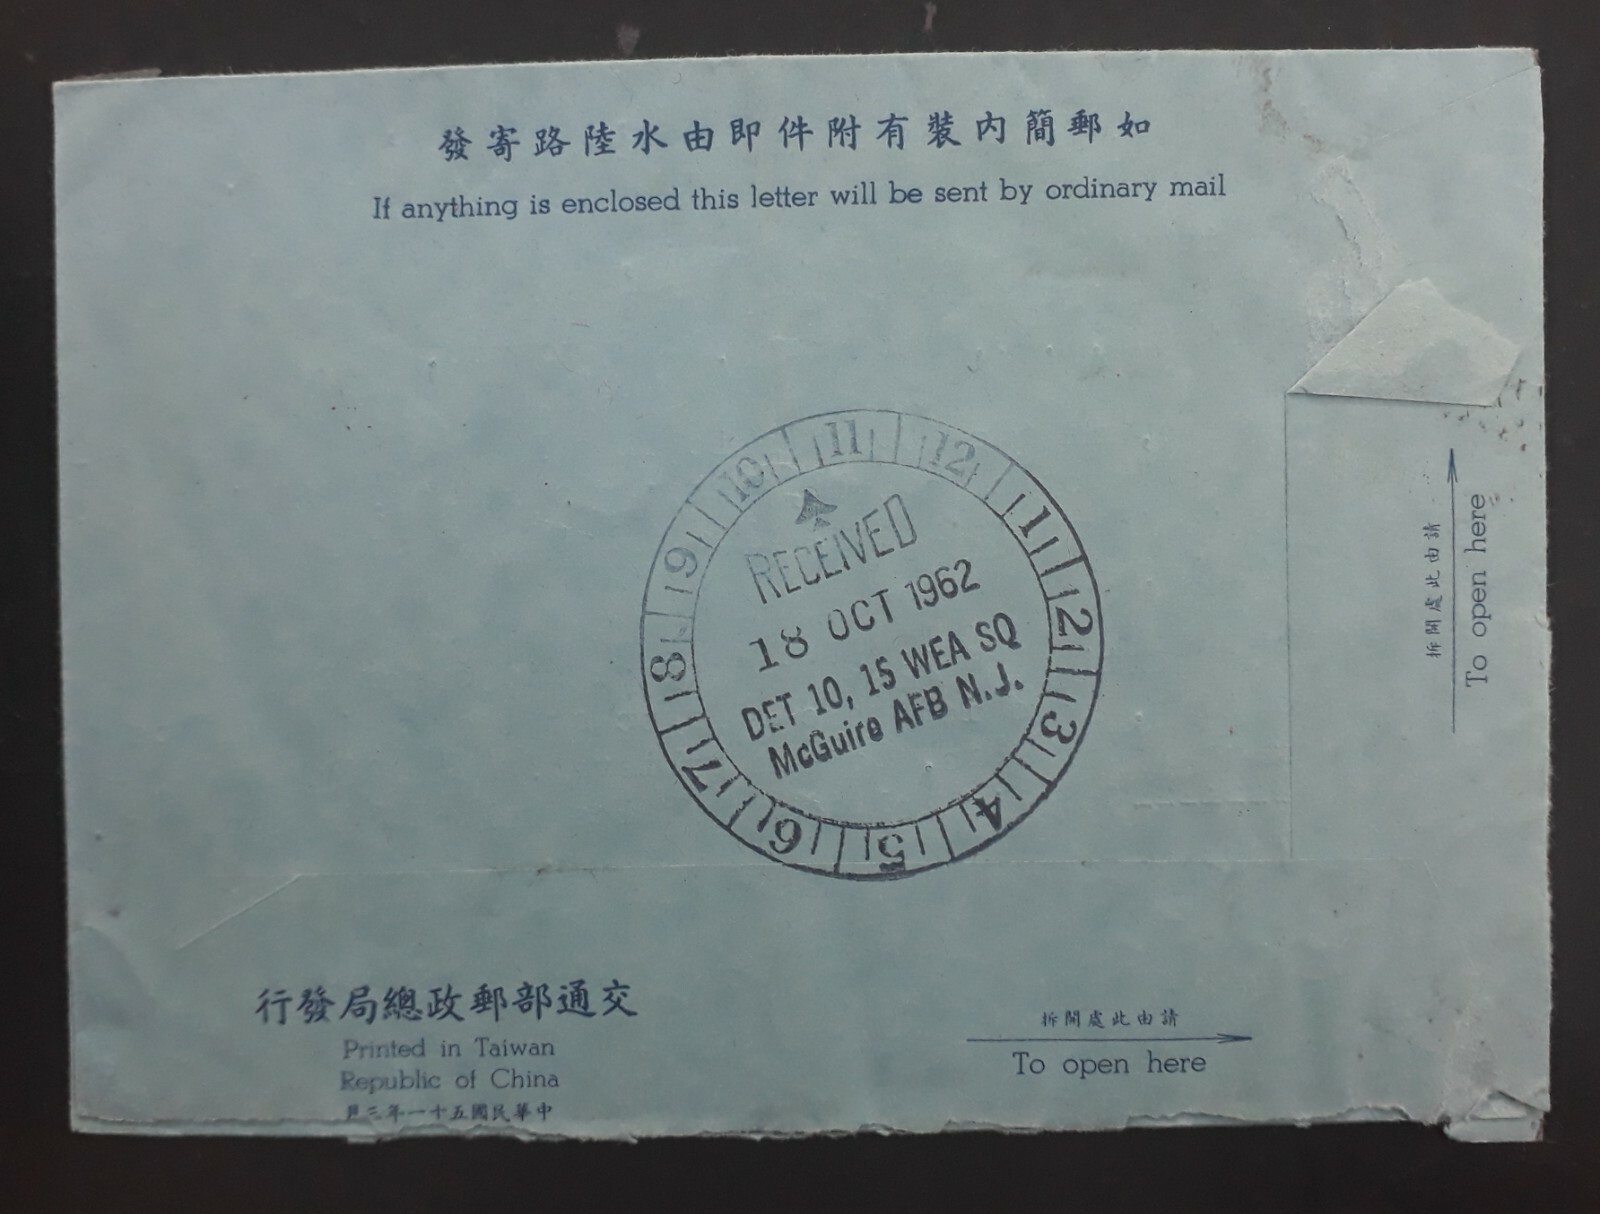 如郵簡內裝有附件即由水陸路寄發
If anything is enclosed this letter will be sent by ordinary mail
請由此處開拆
To open here
12 1 2 3 4 5 6 7 8 9 10 11
RECEIVED
18 OCT 1962
DET 10, 15 WEA SQ
McGuire AFB N.J.
交通部郵政總局發行
Printed in Taiwan
Republic of China
中華民國五十一年三月
請由此處開拆
To open here